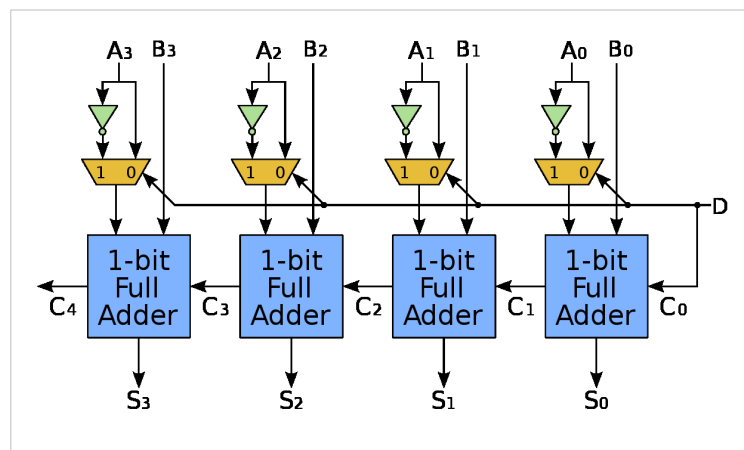 A3 B3 A2 B2 A1 B1 A0 B0
1 0 1 0 1 0 1 0
D
1-bit Full Adder 1-bit Full Adder 1-bit Full Adder 1-bit Full Adder
C4 C3 C2 C1 C0
S3 S2 S1 S0